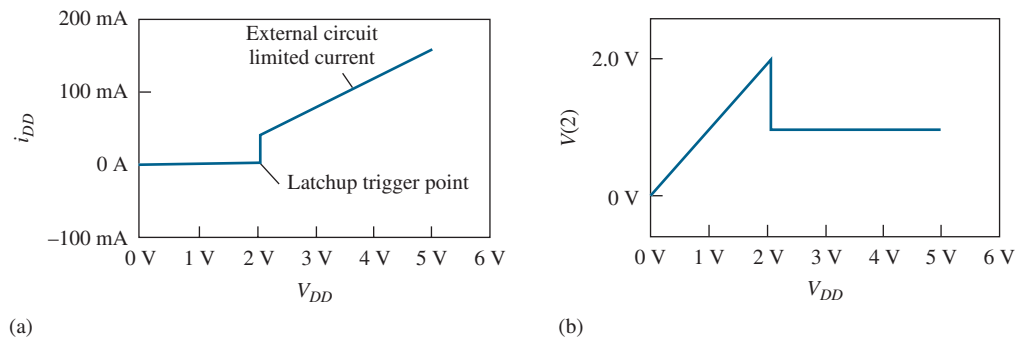 200 mA
External circuit
limited current
100 mA
i_DD
0 A
Latchup trigger point
–100 mA
0 V 1 V 2 V 3 V 4 V 5 V 6 V
V_DD
(a)
2.0 V
V(2)
0 V
0 V 1 V 2 V 3 V 4 V 5 V 6 V
V_DD
(b)